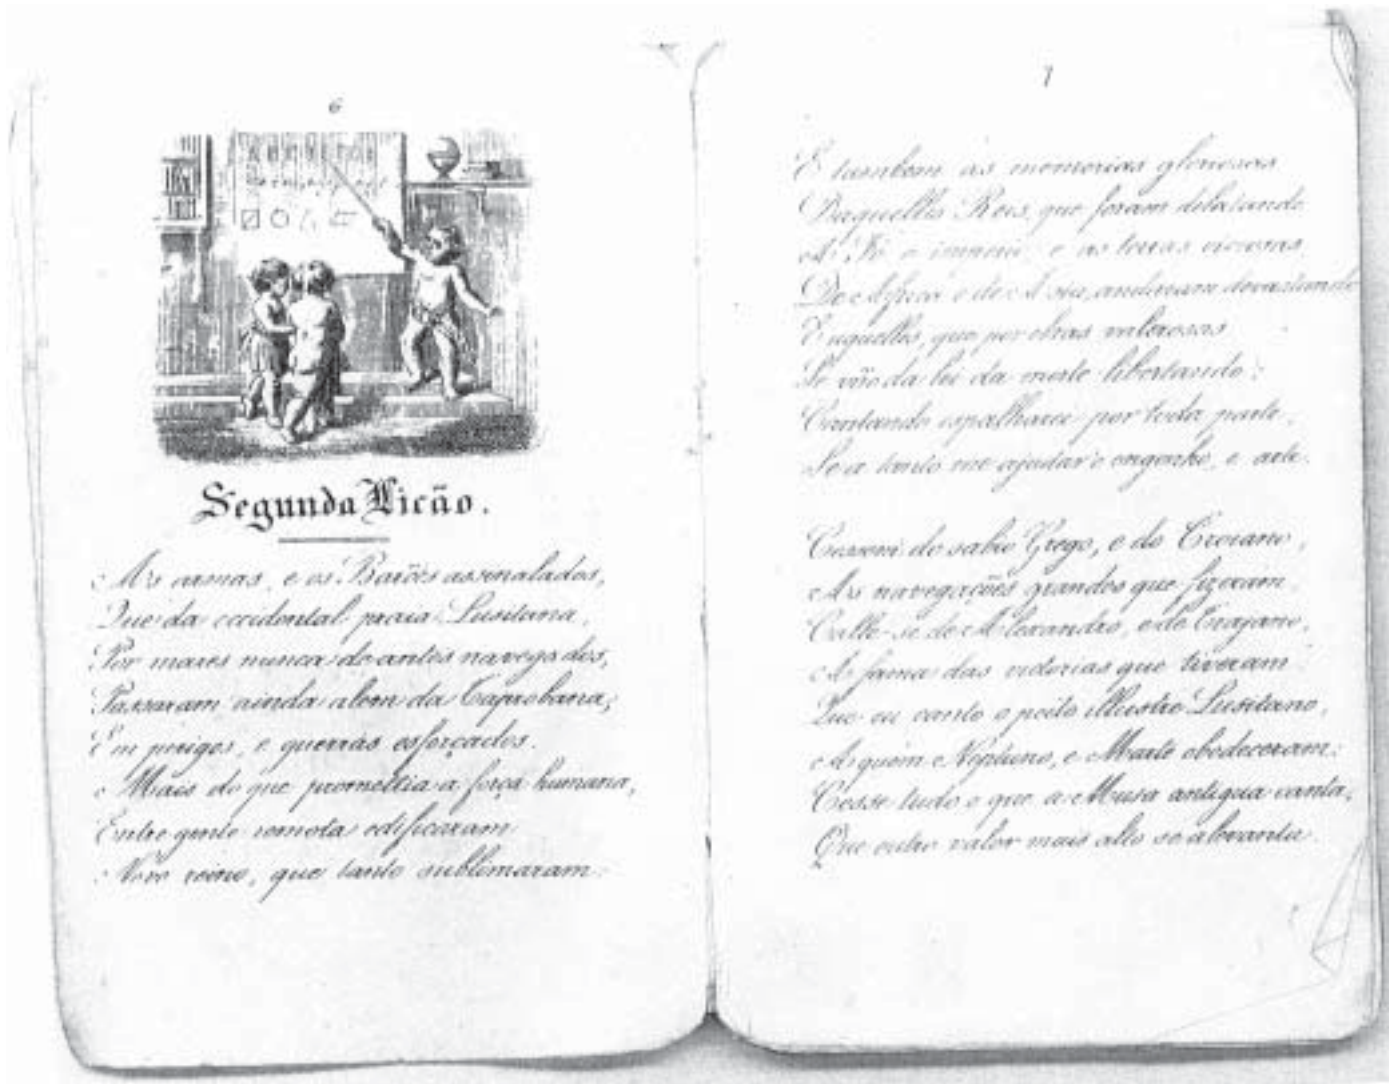 6
Segunda Lição.
As armas, e os Barões assinalados,
Que da occidental praia Lusitana,
Por mares nunca de antes navegados,
Passaram ainda alem da Taprobana;
Em perigos, e guerras esforçados.
Mais do que promettia a força humana,
Entre gente remota edificaram
Novo reino, que tanto sublimaram:
7
E tambem as memorias gloriosas
Daquelles Reis, que foram dilatando
A Fé o imperio, e as terras viciosas
De Africa e de Asia, andaram devastando
E aquelles, que por obras valerosas
Se vão da lei da morte libertando;
Cantando espalharei por toda parte,
Se a tanto me ajudar o engenho, e arte.
Cessem do sabio Grego, e do Troiano,
As navegações grandes que fizeram,
Calle-se de Alexandro, e de Trajano,
A fama das victorias que tiveram
Que eu canto o peito illustre Lusitano,
A quem Neptuno, e Marte obedeceram:
Cesse tudo o que a Musa antigua canta,
Que outro valor mais alto se alevanta.